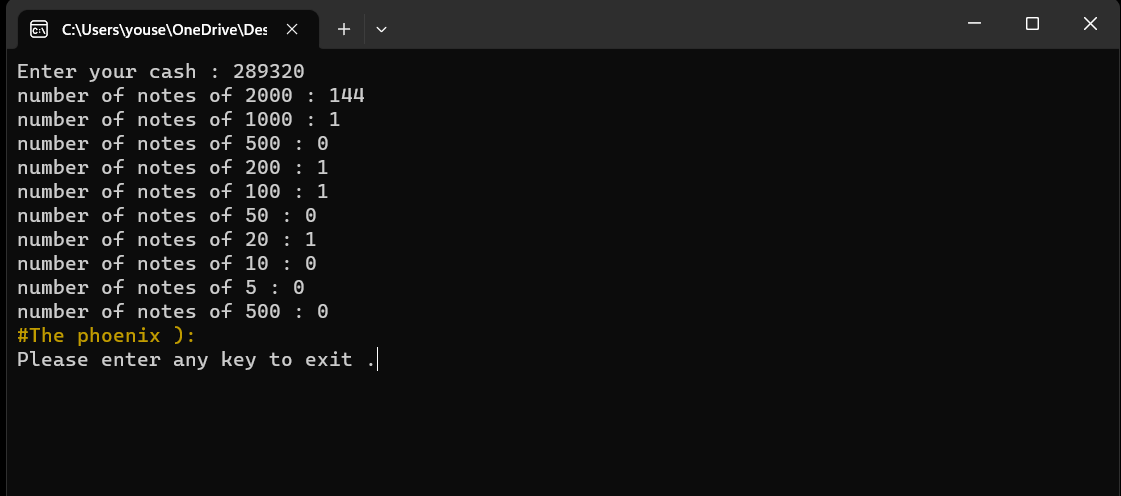 C:\Users\youse\OneDrive\Des
Enter your cash : 289320
number of notes of 2000 : 144
number of notes of 1000 : 1
number of notes of 500 : 0
number of notes of 200 : 1
number of notes of 100 : 1
number of notes of 50 : 0
number of notes of 20 : 1
number of notes of 10 : 0
number of notes of 5 : 0
number of notes of 500 : 0
#The phoenix ):
Please enter any key to exit .